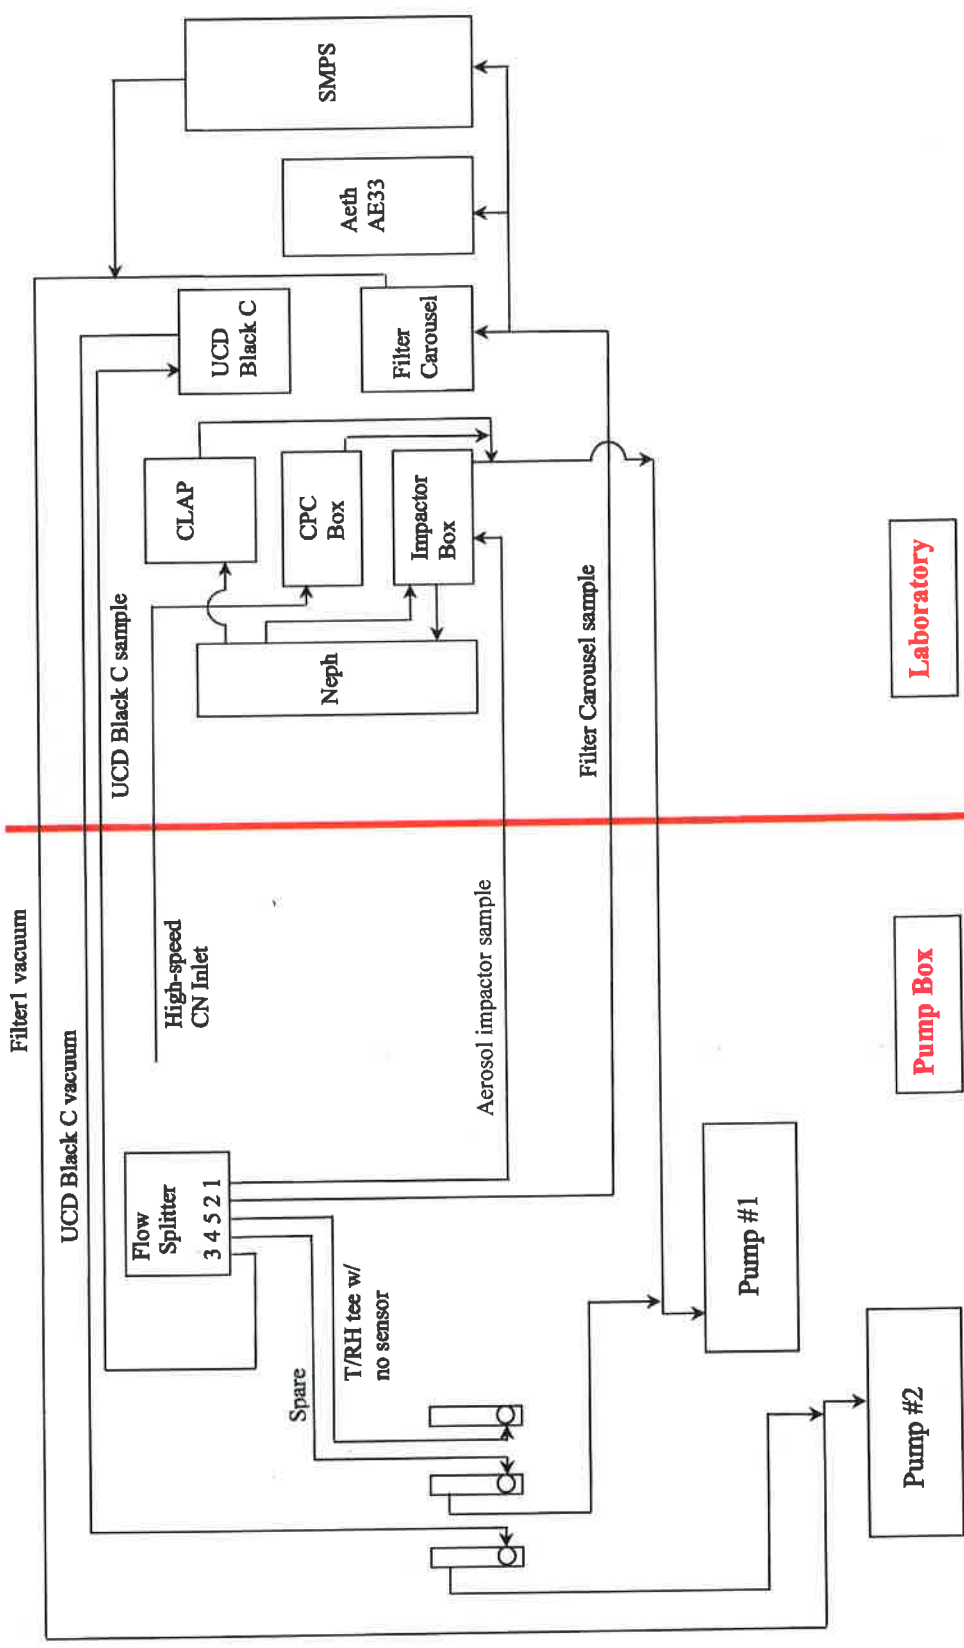 Filter1 vacuum
UCD Black C vacuum
UCD Black C sample
High-speed
CN Inlet
Flow
Splitter
3 4 5 2 1
Spare
T/RH tee w/
no sensor
Aerosol impactor sample
Filter Carousel sample
Neph
CLAP
CPC
Box
Impactor
Box
UCD
Black C
Filter
Carousel
Aeth
AE33
SMPS
Pump #1
Pump #2
Pump Box
Laboratory